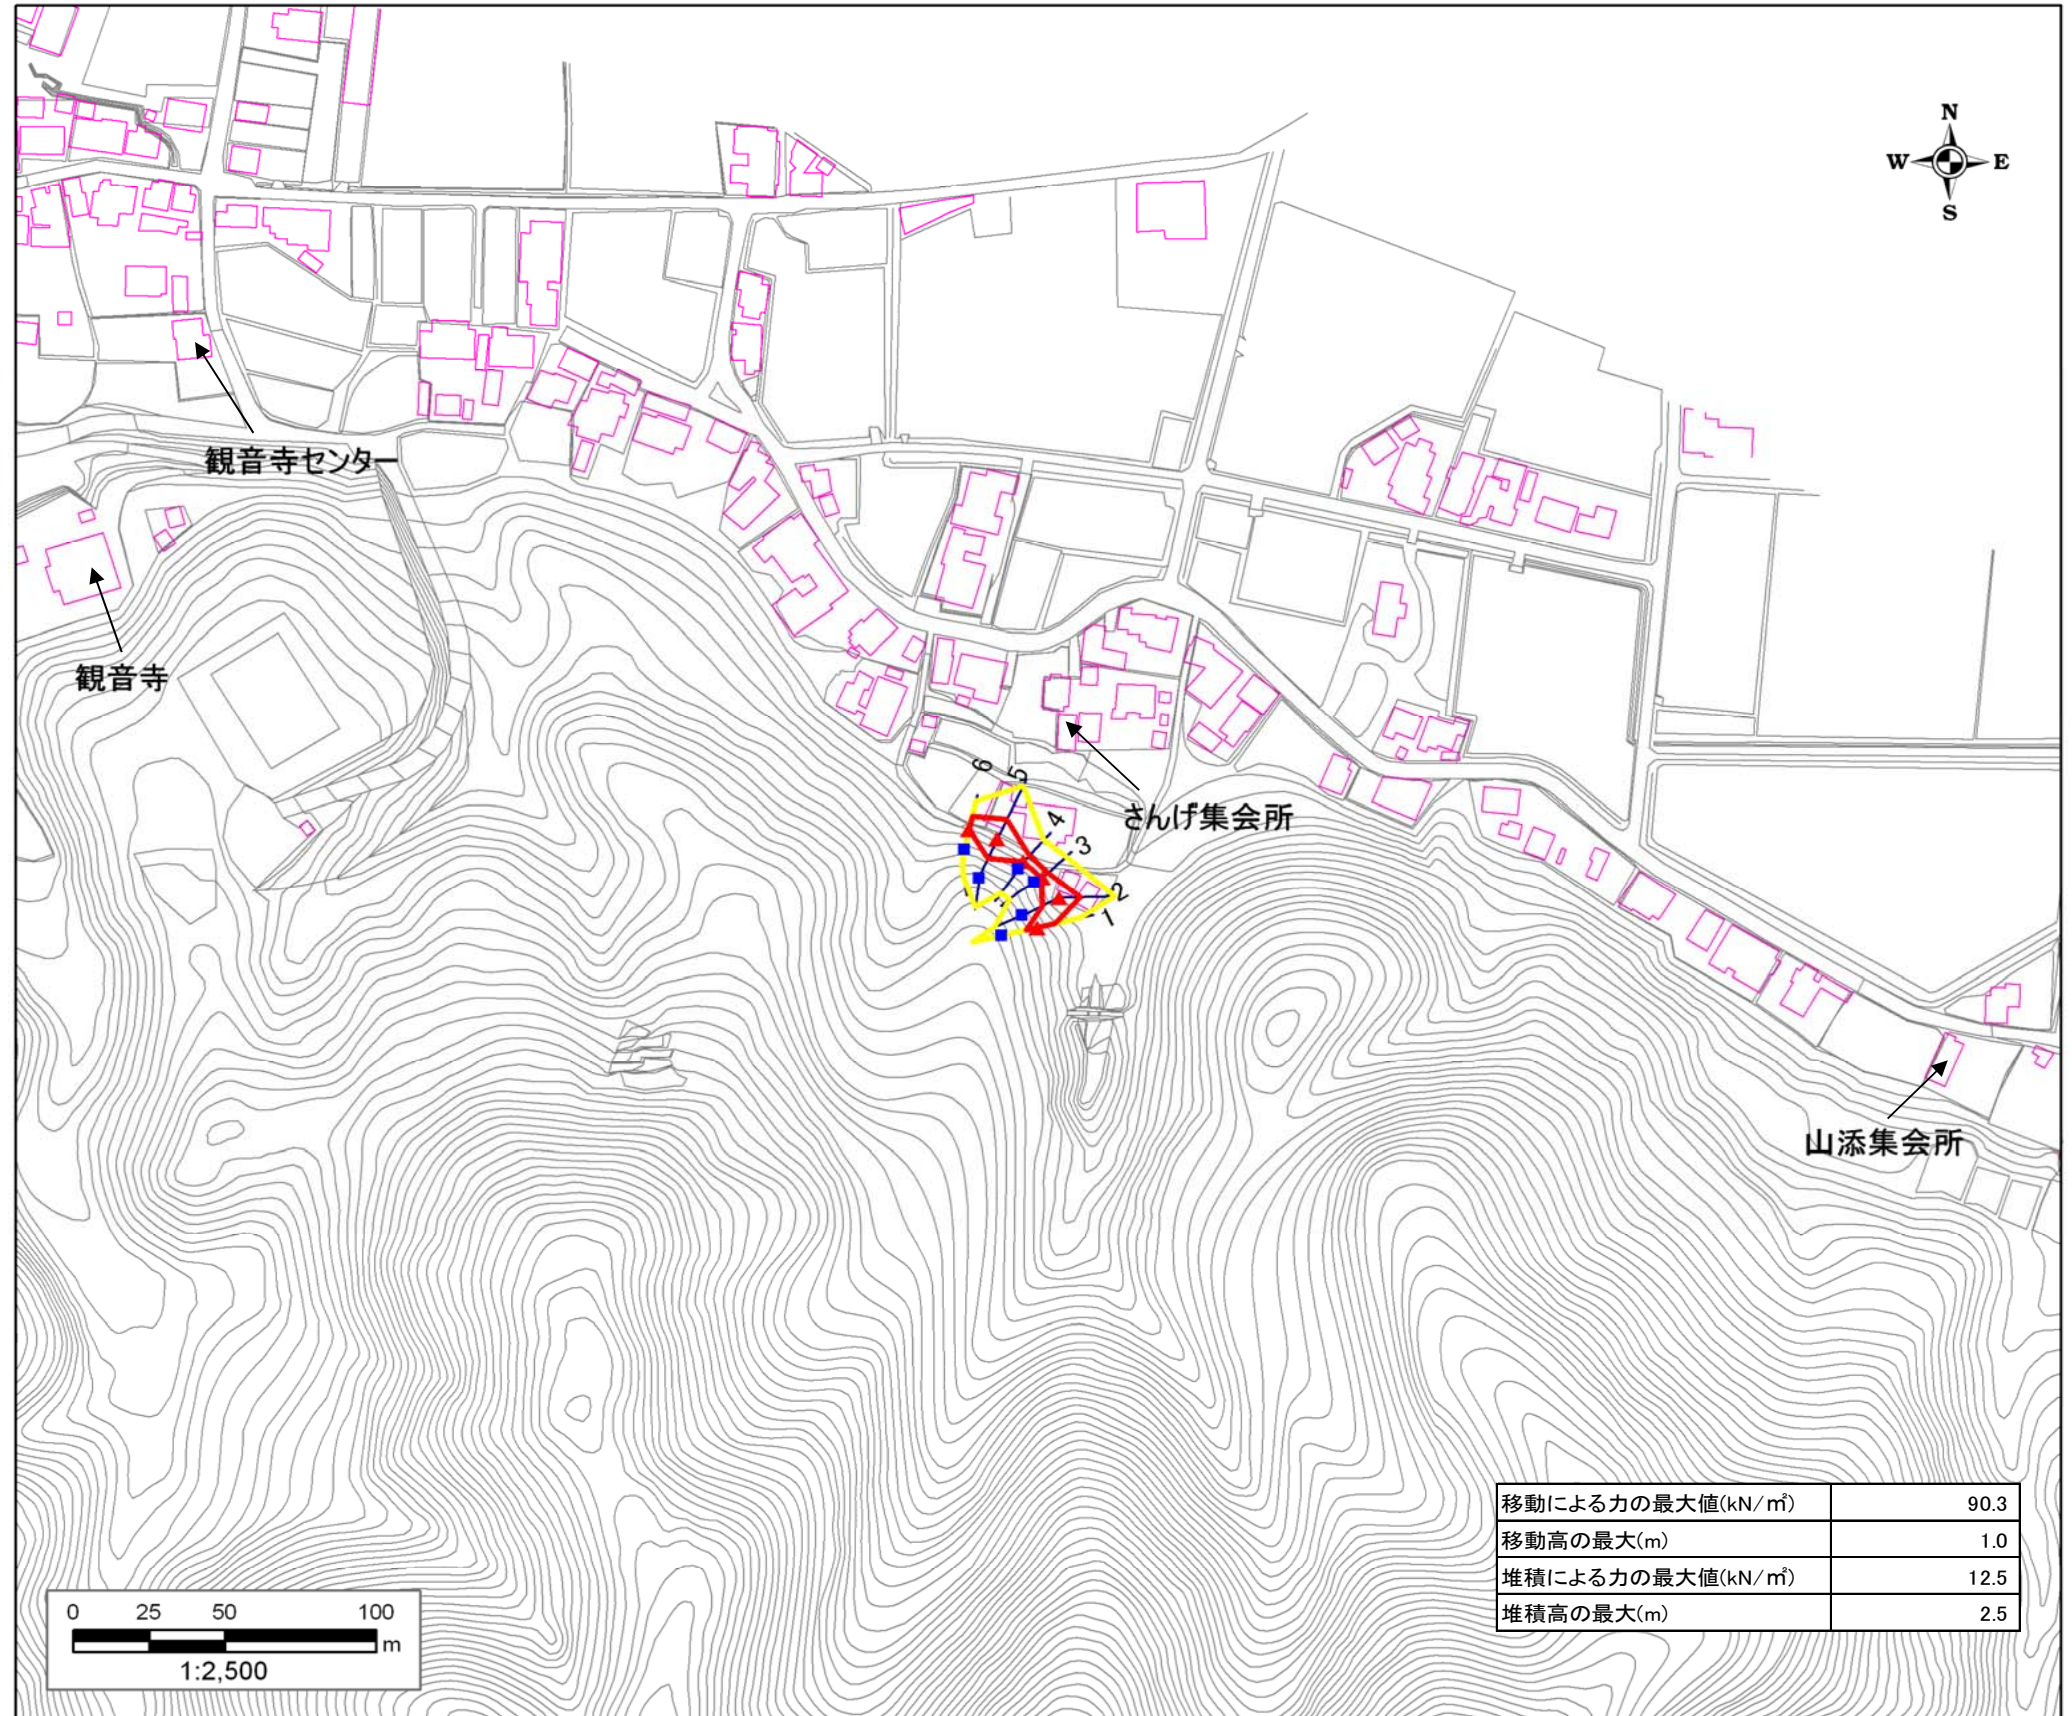 N
W E
S
観音寺センター
観音寺
さんげ集会所
山添集会所
6
5
4
3
2
1
移動による力の最大値(kN/㎡) 90.3
移動高の最大(m) 1.0
堆積による力の最大値(kN/㎡) 12.5
堆積高の最大(m) 2.5
0 25 50 100
m
1:2,500